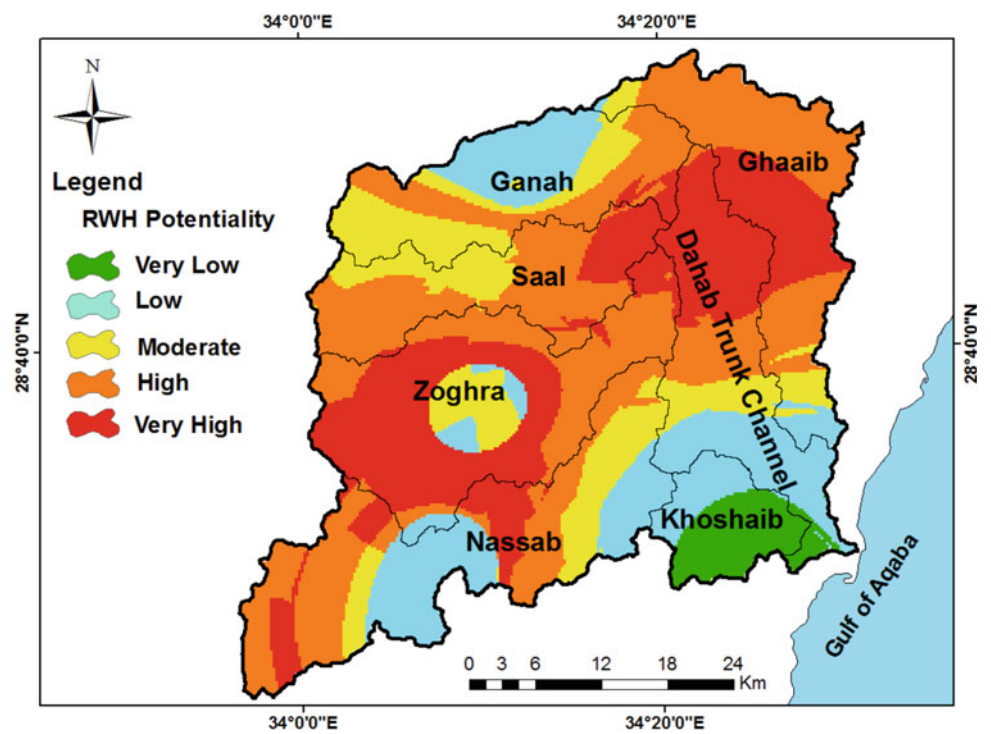 34°0'0"E
34°20'0"E
N
Legend
RWH Potentiality
Very Low
Low
Moderate
High
Very High
Ganah
Ghaaib
Saal
Dahab Trunk Channel
28°40'0"N
28°40'0"N
Zoghra
Khoshaib
Nassab
Gulf of Aqaba
0 3 6 12 18 24
Km
34°0'0"E
34°20'0"E